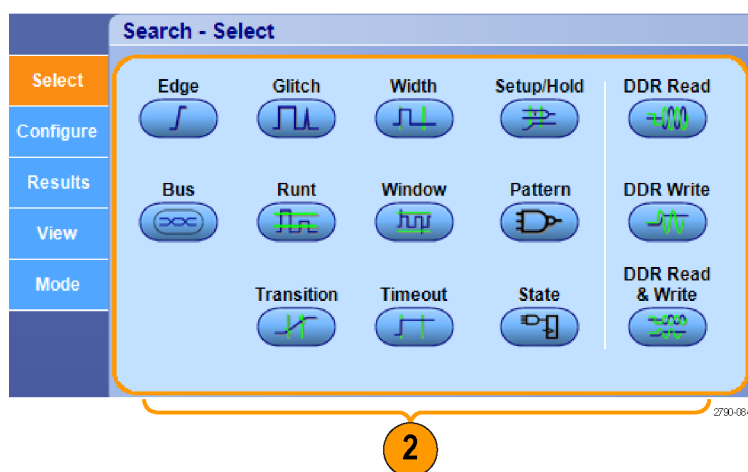 Search - Select
Select
Configure
Results
View
Mode
Edge
Glitch
Width
Setup/Hold
DDR Read
Bus
Runt
Window
Pattern
DDR Write
Transition
Timeout
State
DDR Read
& Write
2790-084
2